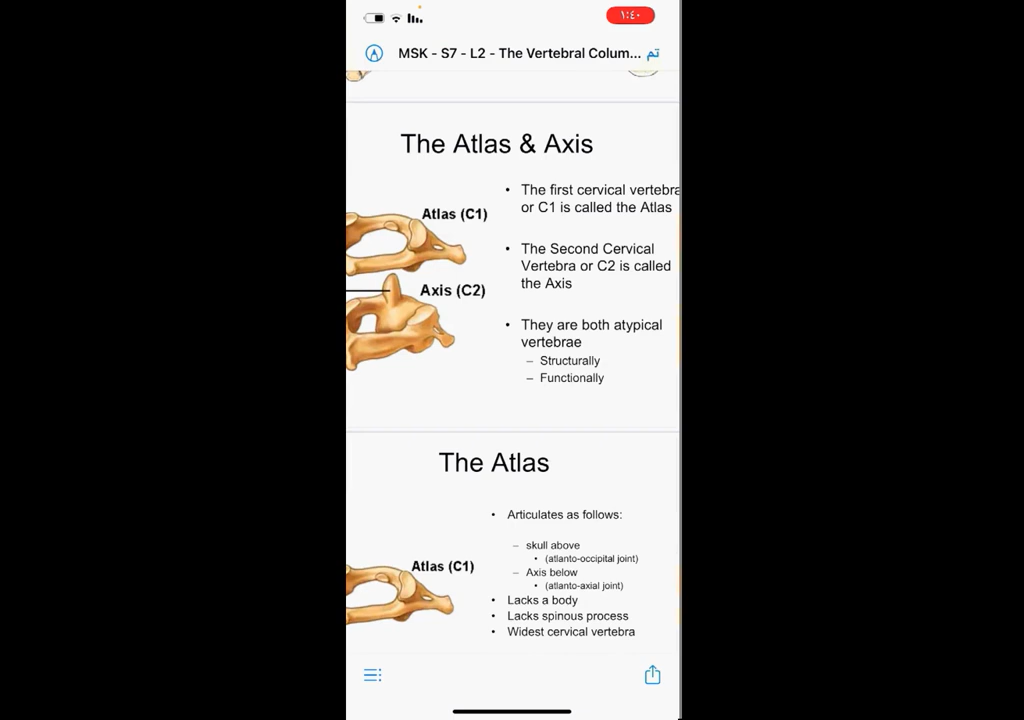 ١:٤٠
MSK - S7 - L2 - The Vertebral Colum...
تم
The Atlas & Axis
Atlas (C1)
Axis (C2)
• The first cervical vertebra
or C1 is called the Atlas
• The Second Cervical
Vertebra or C2 is called
the Axis
• They are both atypical
vertebrae
– Structurally
– Functionally
The Atlas
Atlas (C1)
• Articulates as follows:
– skull above
• (atlanto-occipital joint)
– Axis below
• (atlanto-axial joint)
• Lacks a body
• Lacks spinous process
• Widest cervical vertebra